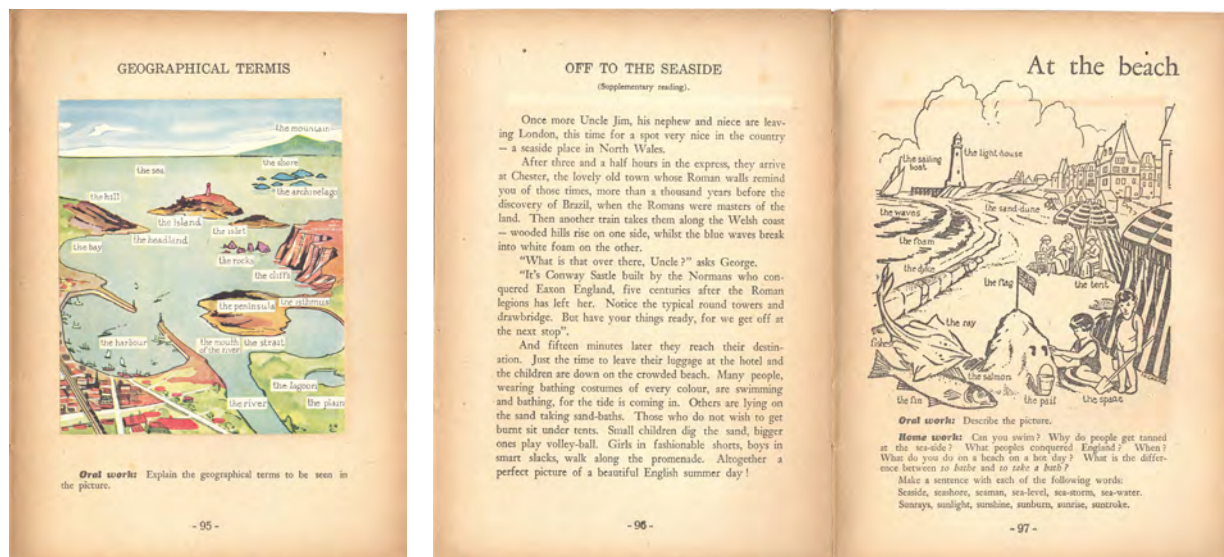 GEOGRAPHICAL TERMIS
the mountain
the shore
the sea
the archipelago
the hill
the island
the islet
the headland
the bay
the rocks
the cliffs
the peninsula
the isthmus
the harbour
the mouth
of the river
the strait
the lagoon
the river
the plain
Oral work: Explain the geographical terms to be seen in
the picture.
- 95 -
OFF TO THE SEASIDE
(Supplementary reading).
Once more Uncle Jim, his nephew and niece are leav-
ing London, this time for a spot very nice in the country
— a seaside place in North Wales.
After three and a half hours in the express, they arrive
at Chester, the lovely old town whose Roman walls remind
you of those times, more than a thousand years before the
discovery of Brazil, when the Romans were masters of the
land. Then another train takes them along the Welsh coast
— wooded hills rise on one side, whilst the blue waves break
into white foam on the other.
"What is that over there, Uncle?" asks George.
"It's Conway Sastle built by the Normans who con-
quered Eaxon England, five centuries after the Roman
legions has left her. Notice the typical round towers and
drawbridge. But have your things ready, for we get off at
the next stop".
And fifteen minutes later they reach their destin-
ation. Just the time to leave their luggage at the hotel and
the children are down on the crowded beach. Many people,
wearing bathing costumes of every colour, are swimming
and bathing, for the tide is coming in. Others are lying on
the sand taking sand-baths. Those who do not wish to get
burnt sit under tents. Small children dig the sand, bigger
ones play volley-ball. Girls in fashionable shorts, boys in
smart slacks, walk along the promenade. Altogether a
perfect picture of a beautiful English summer day!
- 96 -
At the beach
the sailing
boat
the light-house
the waves
the sand-dune
the foam
the dyke
the flag
the tent
the ray
fishes
the salmon
the fin
the pail
the spade
Oral work: Describe the picture.
Home work: Can you swim? Why do people get tanned
at the sea-side? What peoples conquered England? When?
What do you do on a beach on a hot day? What is the differ-
ence between to bathe and to take a bath?
Make a sentence with each of the following words:
Seaside, seashore, seaman, sea-level, sea-storm, sea-water.
Sunrays, sunlight, sunshine, sunburn, sunrise, suntroke.
- 97 -